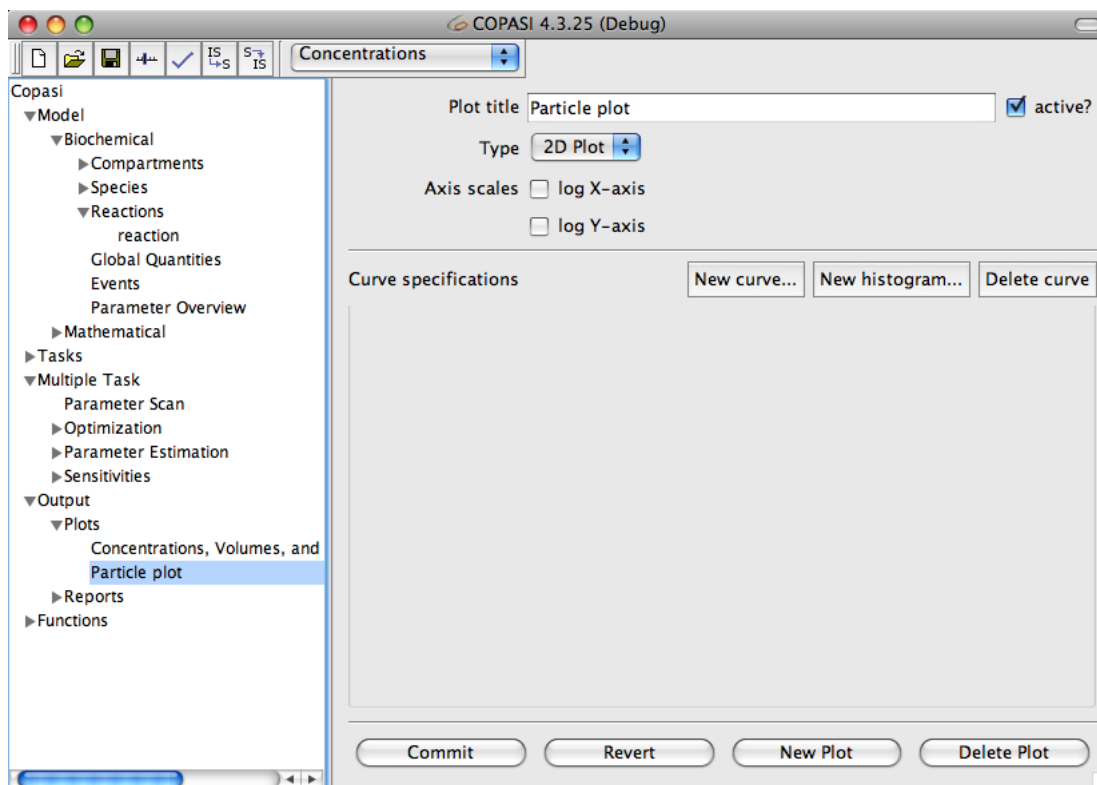 COPASI 4.3.25 (Debug)
IS
S
S
IS
Concentrations
Copasi
Model
Biochemical
Compartments
Species
Reactions
reaction
Global Quantities
Events
Parameter Overview
Mathematical
Tasks
Multiple Task
Parameter Scan
Optimization
Parameter Estimation
Sensitivities
Output
Plots
Concentrations, Volumes, and
Particle plot
Reports
Functions
Plot title Particle plot active?
Type 2D Plot
Axis scales log X-axis
log Y-axis
Curve specifications New curve... New histogram... Delete curve
Commit Revert New Plot Delete Plot